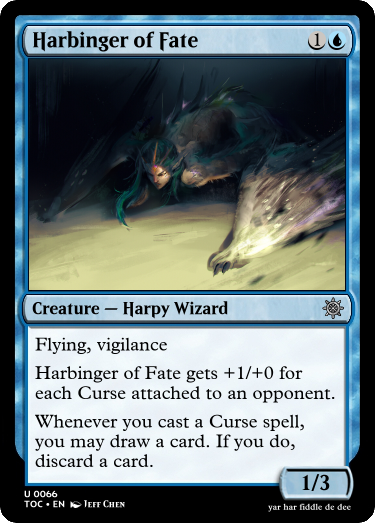 Harbinger of Fate 1
Creature — Harpy Wizard
Flying, vigilance
Harbinger of Fate gets +1/+0 for
each Curse attached to an opponent.
Whenever you cast a Curse spell,
you may draw a card. If you do,
discard a card.
1/3
U 0066
TOC • EN Jeff Chen
yar har fiddle de dee